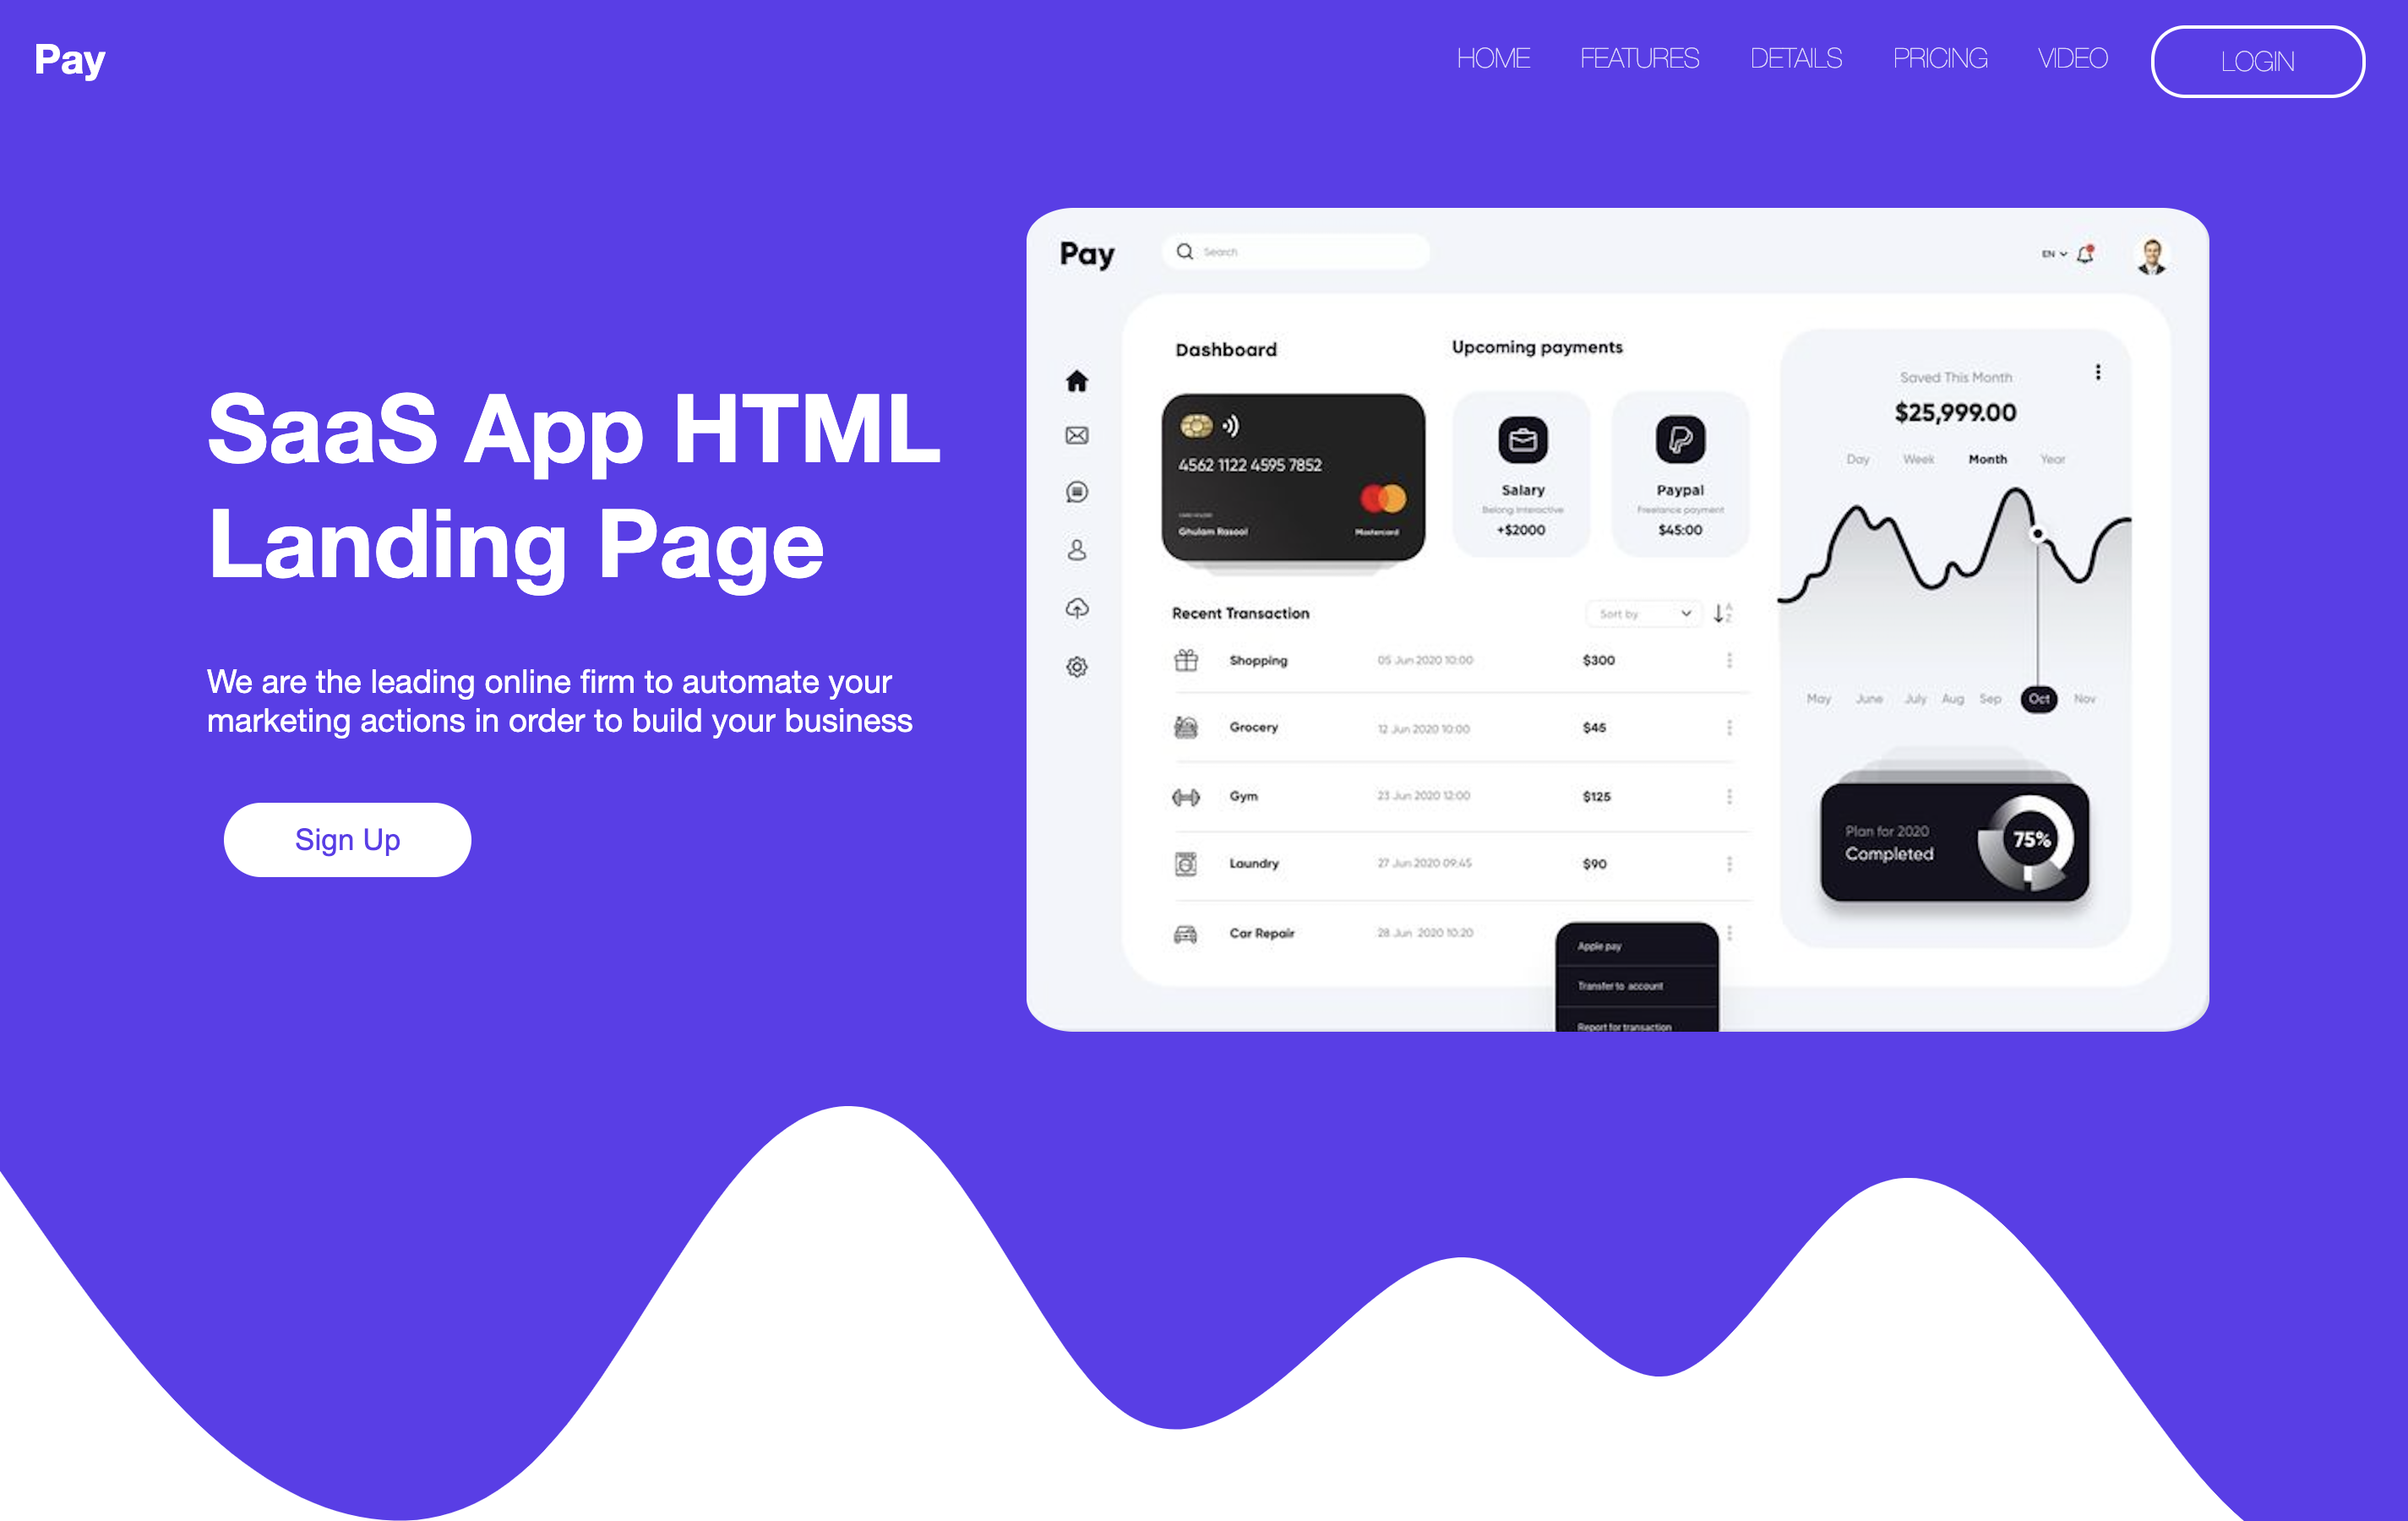 Pay
HOME FEATURES DETAILS PRICING VIDEO LOGIN
SaaS App HTML
Landing Page
We are the leading online firm to automate your
marketing actions in order to build your business
Sign Up
Pay
Search
EN
Dashboard
4562 1122 4595 7852
Ghulam Rasool
Mastercard
Upcoming payments
Salary
Belong Interactive
+$2000
Paypal
Freelance payment
$45:00
Saved This Month
$25,999.00
Day Week Month Year
May June July Aug Sep Oct Nov
Plan for 2020
Completed
75%
Recent Transaction
Sort by
A
Z
Shopping 05 Jun 2020 10:00 $300
Grocery 12 Jun 2020 10:00 $45
Gym 23 Jun 2020 12:00 $125
Laundry 27 Jun 2020 09:45 $90
Car Repair 28 Jun 2020 10:20
Apple pay
Transfer to account
Report for transaction